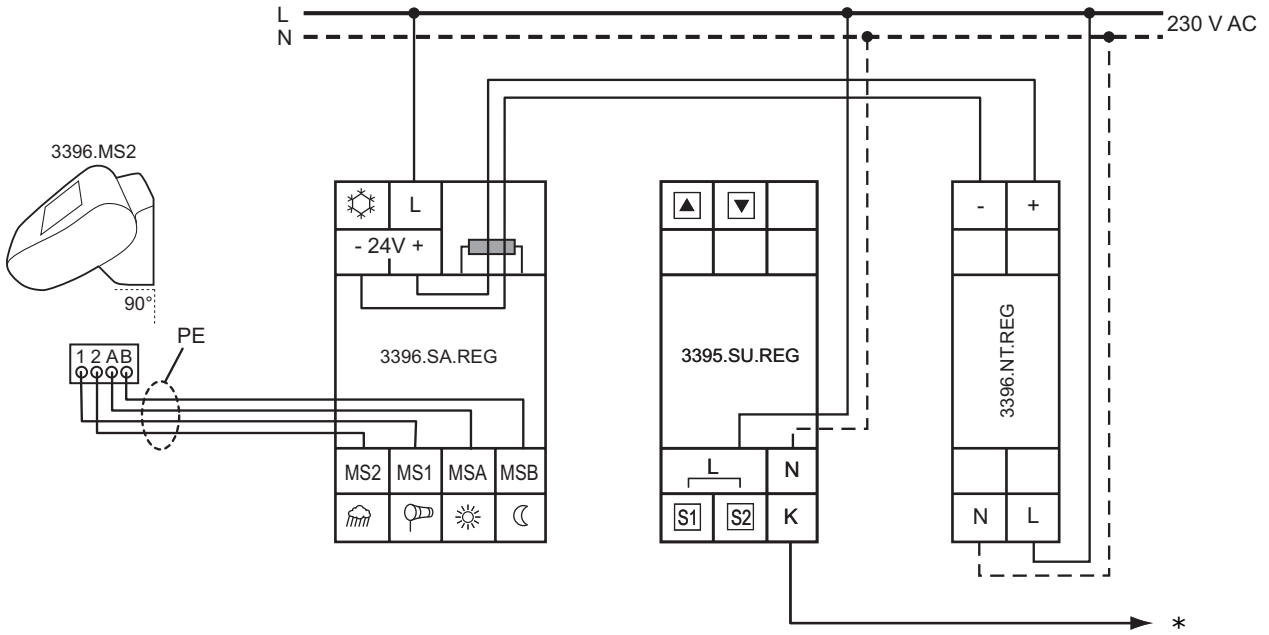 L
N
230 V AC
3396.MS2
90°
PE
1 2 A B
L
- 24V +
3396.SA.REG
MS2 MS1 MSA MSB
3395.SU.REG
L
N
S1 S2 K
- +
3396.NT.REG
N L
*